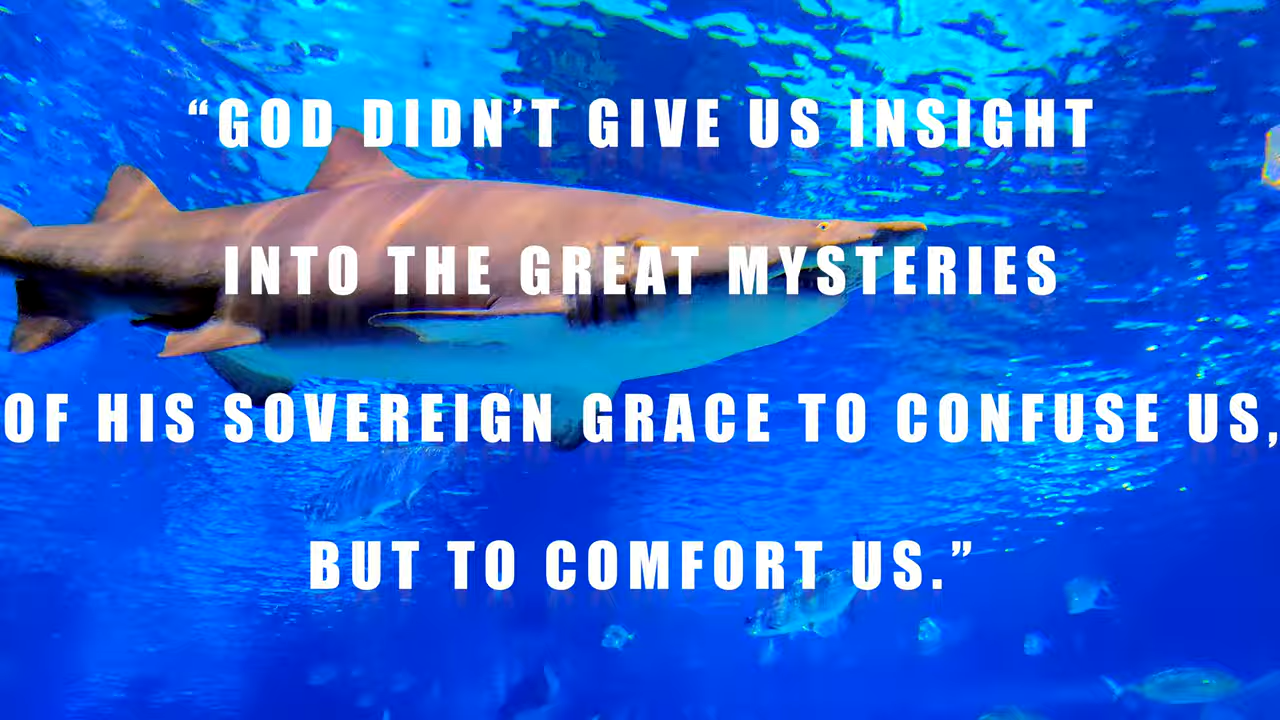 “GOD DIDN’T GIVE US INSIGHT
INTO THE GREAT MYSTERIES
OF HIS SOVEREIGN GRACE TO CONFUSE US,
BUT TO COMFORT US.”